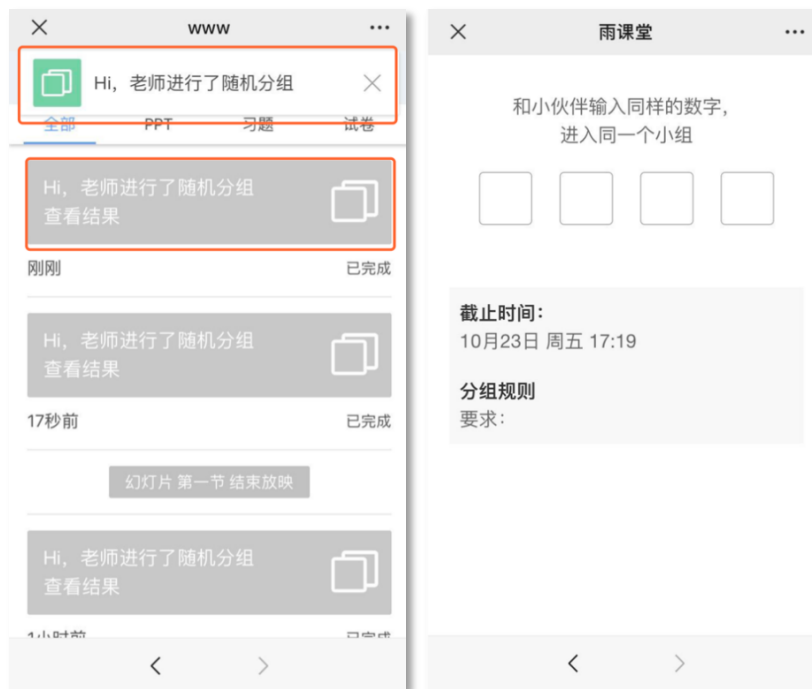 www
Hi，老师进行了随机分组
全部 PPT 习题 试卷
Hi，老师进行了随机分组
查看结果
刚刚 已完成
Hi，老师进行了随机分组
查看结果
17秒前 已完成
幻灯片 第一节 结束放映
Hi，老师进行了随机分组
查看结果
1小时前 已完成
雨课堂
和小伙伴输入同样的数字，
进入同一个小组
截止时间：
10月23日 周五 17:19
分组规则
要求：